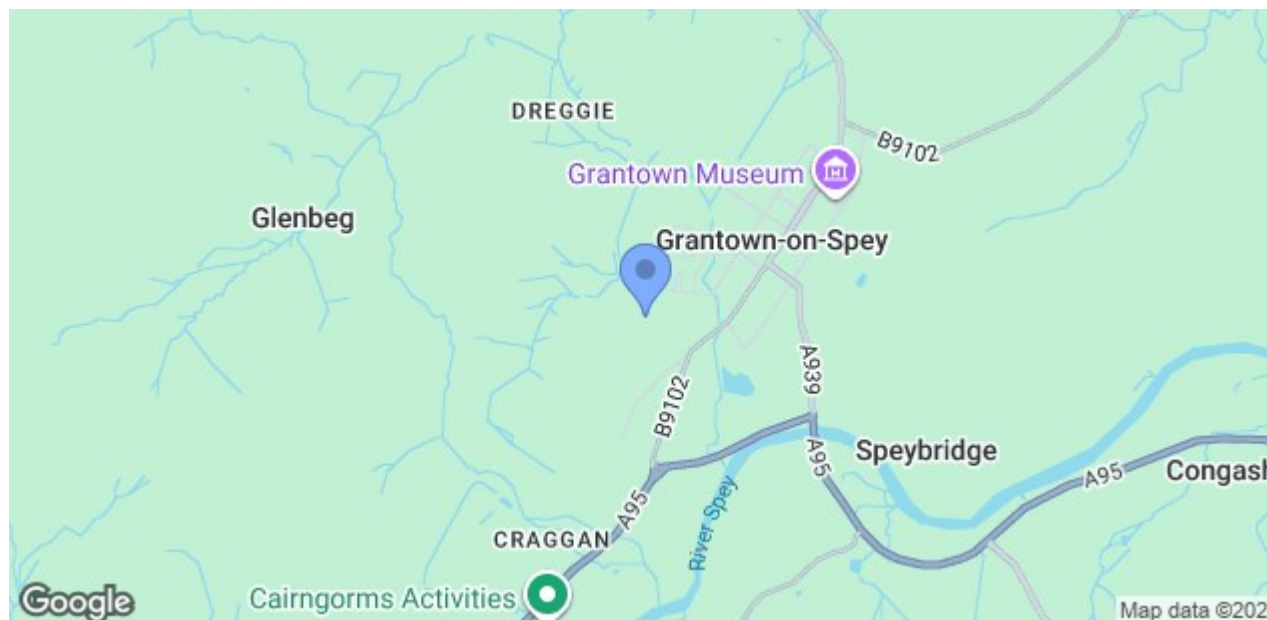 DREGGIE
B9102
Grantown Museum
Glenbeg
Grantown-on-Spey
A939
B9102
Speybridge
A95
Congash
A95
A95
River Spey
CRAGGAN
Cairngorms Activities
Google
Map data ©202